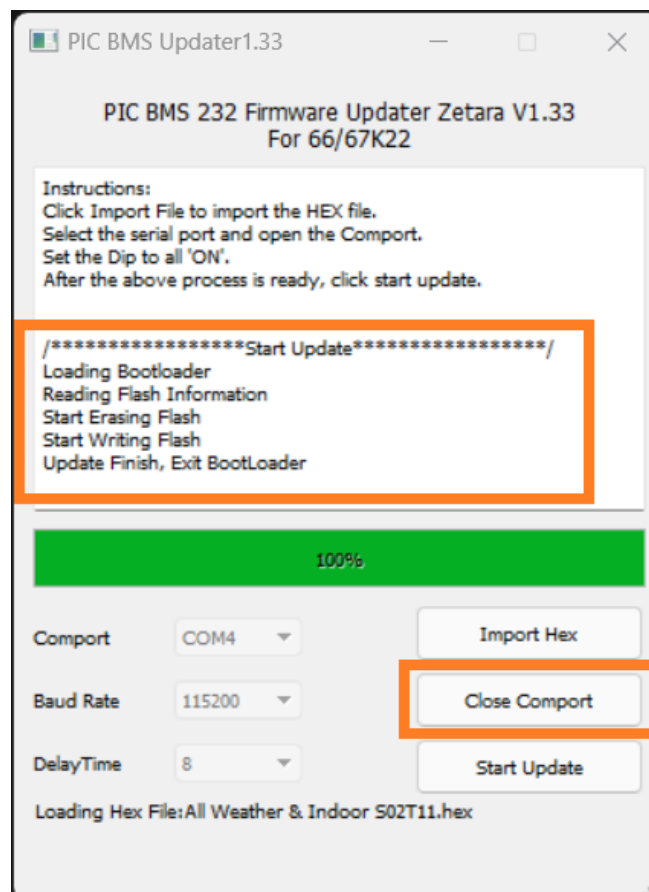 PIC BMS Updater1.33
PIC BMS 232 Firmware Updater Zetara V1.33
For 66/67K22
Instructions:
Click Import File to import the HEX file.
Select the serial port and open the Comport.
Set the Dip to all 'ON'.
After the above process is ready, click start update.
/*****************Start Update*****************/
Loading Bootloader
Reading Flash Information
Start Erasing Flash
Start Writing Flash
Update Finish, Exit BootLoader
100%
Comport
COM4
Import Hex
Baud Rate
115200
Close Comport
DelayTime
8
Start Update
Loading Hex File:All Weather & Indoor S02T11.hex